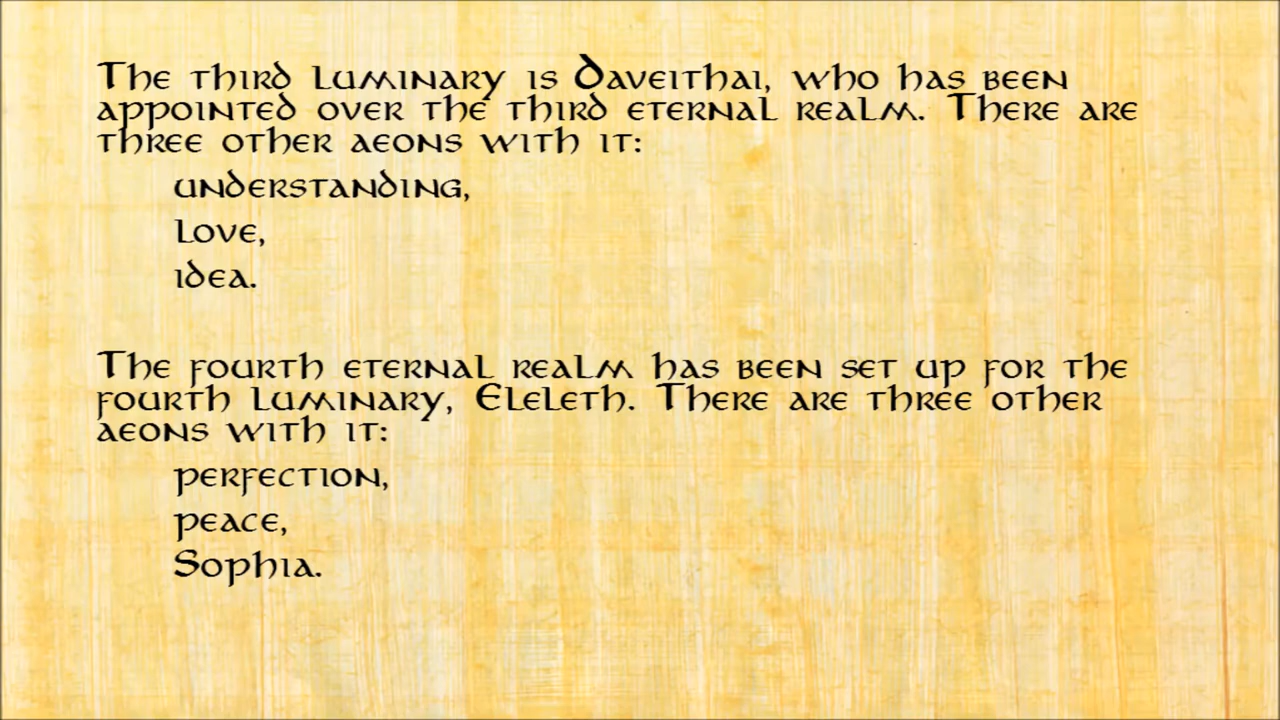 The third luminary is Daveithai, who has been
appointed over the third eternal realm. There are
three other aeons with it:
understanding,
love,
idea.
The fourth eternal realm has been set up for the
fourth luminary, Eleleth. There are three other
aeons with it:
perfection,
peace,
Sophia.